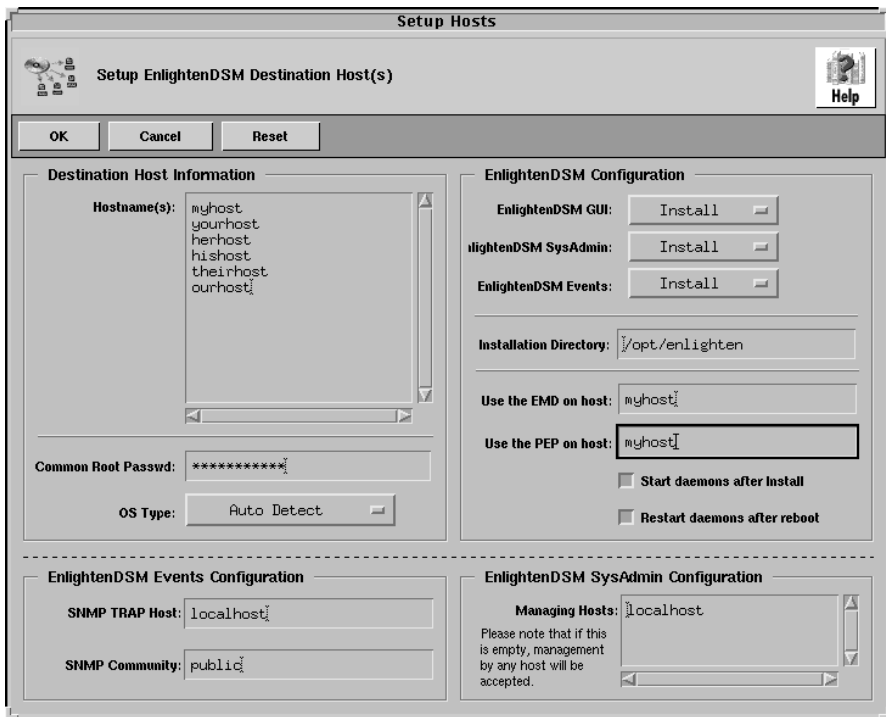 Setup Hosts
Setup EnlightenDSM Destination Host(s)
Help
OK
Cancel
Reset
Destination Host Information
Hostname(s):
myhost
yourhost
herhost
hishost
theirhost
ourhost
Common Root Passwd:
***********
OS Type:
Auto Detect
EnlightenDSM Configuration
EnlightenDSM GUI:
Install
nlightenDSM SysAdmin:
Install
EnlightenDSM Events:
Install
Installation Directory:
/opt/enlighten
Use the EMD on host:
myhost
Use the PEP on host:
myhost
Start daemons after Install
Restart daemons after reboot
EnlightenDSM Events Configuration
SNMP TRAP Host:
localhost
SNMP Community:
public
EnlightenDSM SysAdmin Configuration
Managing Hosts:
localhost
Please note that if this
is empty, management
by any host will be
accepted.